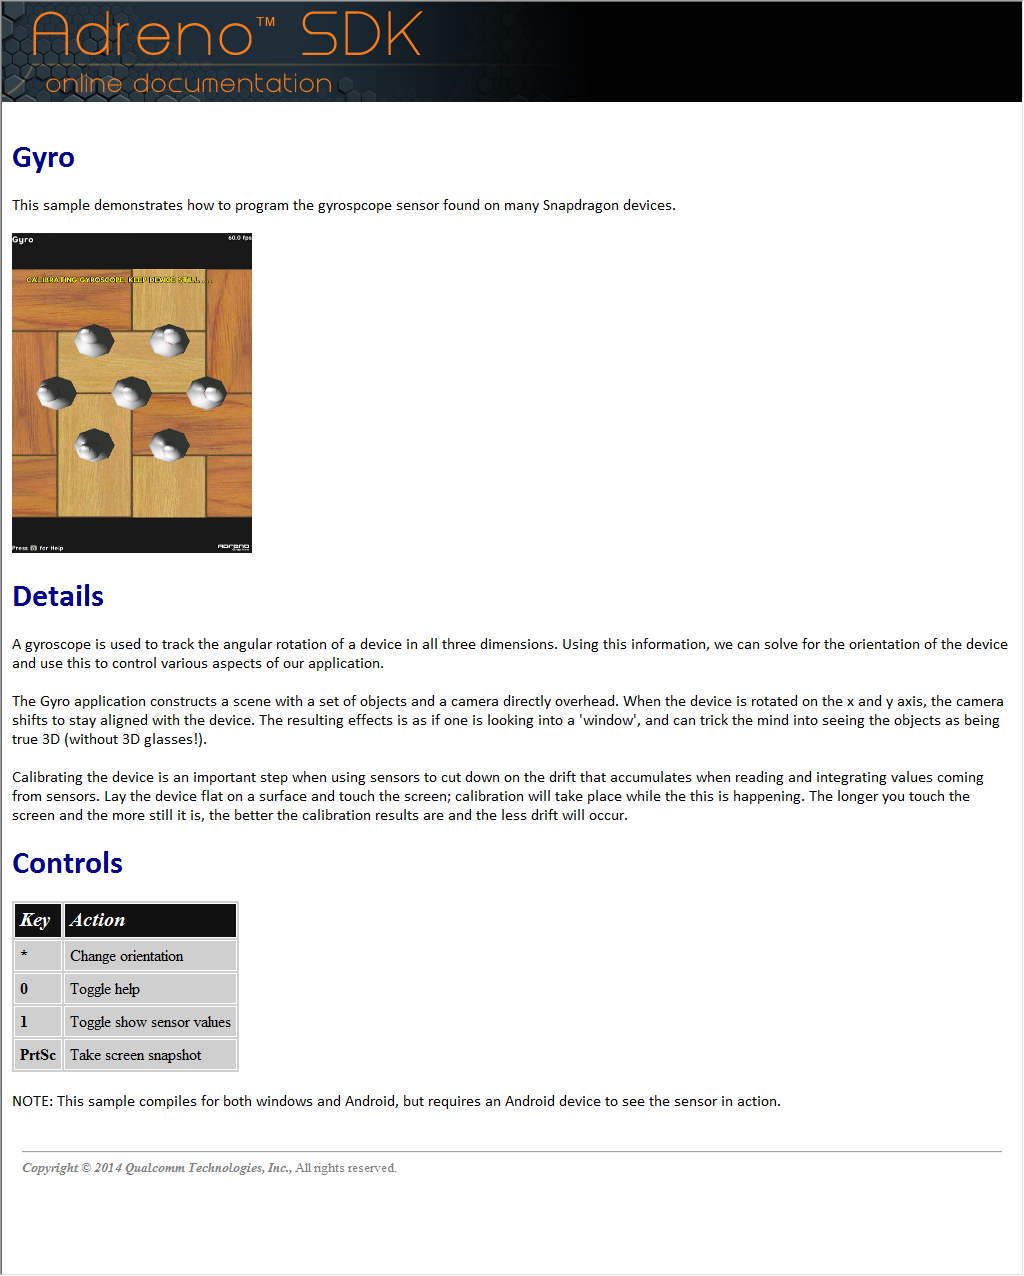 Adreno™ SDK
online documentation
Gyro
This sample demonstrates how to program the gyrospcope sensor found on many Snapdragon devices.
Gyro 60.0 fps
CALIBRATING GYROSCOPE, KEEP DEVICE STILL . . .
Press 0 for Help Adreno
Details
A gyroscope is used to track the angular rotation of a device in all three dimensions. Using this information, we can solve for the orientation of the device
and use this to control various aspects of our application.
The Gyro application constructs a scene with a set of objects and a camera directly overhead. When the device is rotated on the x and y axis, the camera
shifts to stay aligned with the device. The resulting effects is as if one is looking into a 'window', and can trick the mind into seeing the objects as being
true 3D (without 3D glasses!).
Calibrating the device is an important step when using sensors to cut down on the drift that accumulates when reading and integrating values coming
from sensors. Lay the device flat on a surface and touch the screen; calibration will take place while the this is happening. The longer you touch the
screen and the more still it is, the better the calibration results are and the less drift will occur.
Controls
Key Action
* Change orientation
0 Toggle help
1 Toggle show sensor values
PrtSc Take screen snapshot
NOTE: This sample compiles for both windows and Android, but requires an Android device to see the sensor in action.
Copyright © 2014 Qualcomm Technologies, Inc., All rights reserved.